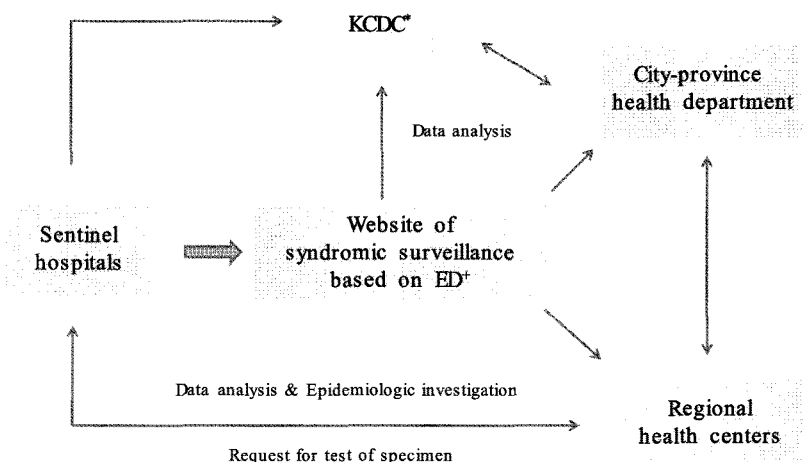 KCDC*
City-province
health department
Data analysis
Sentinel
hospitals
Website of
syndromic surveillance
based on ED+
Data analysis & Epidemiologic investigation
Regional
health centers
Request for test of specimen